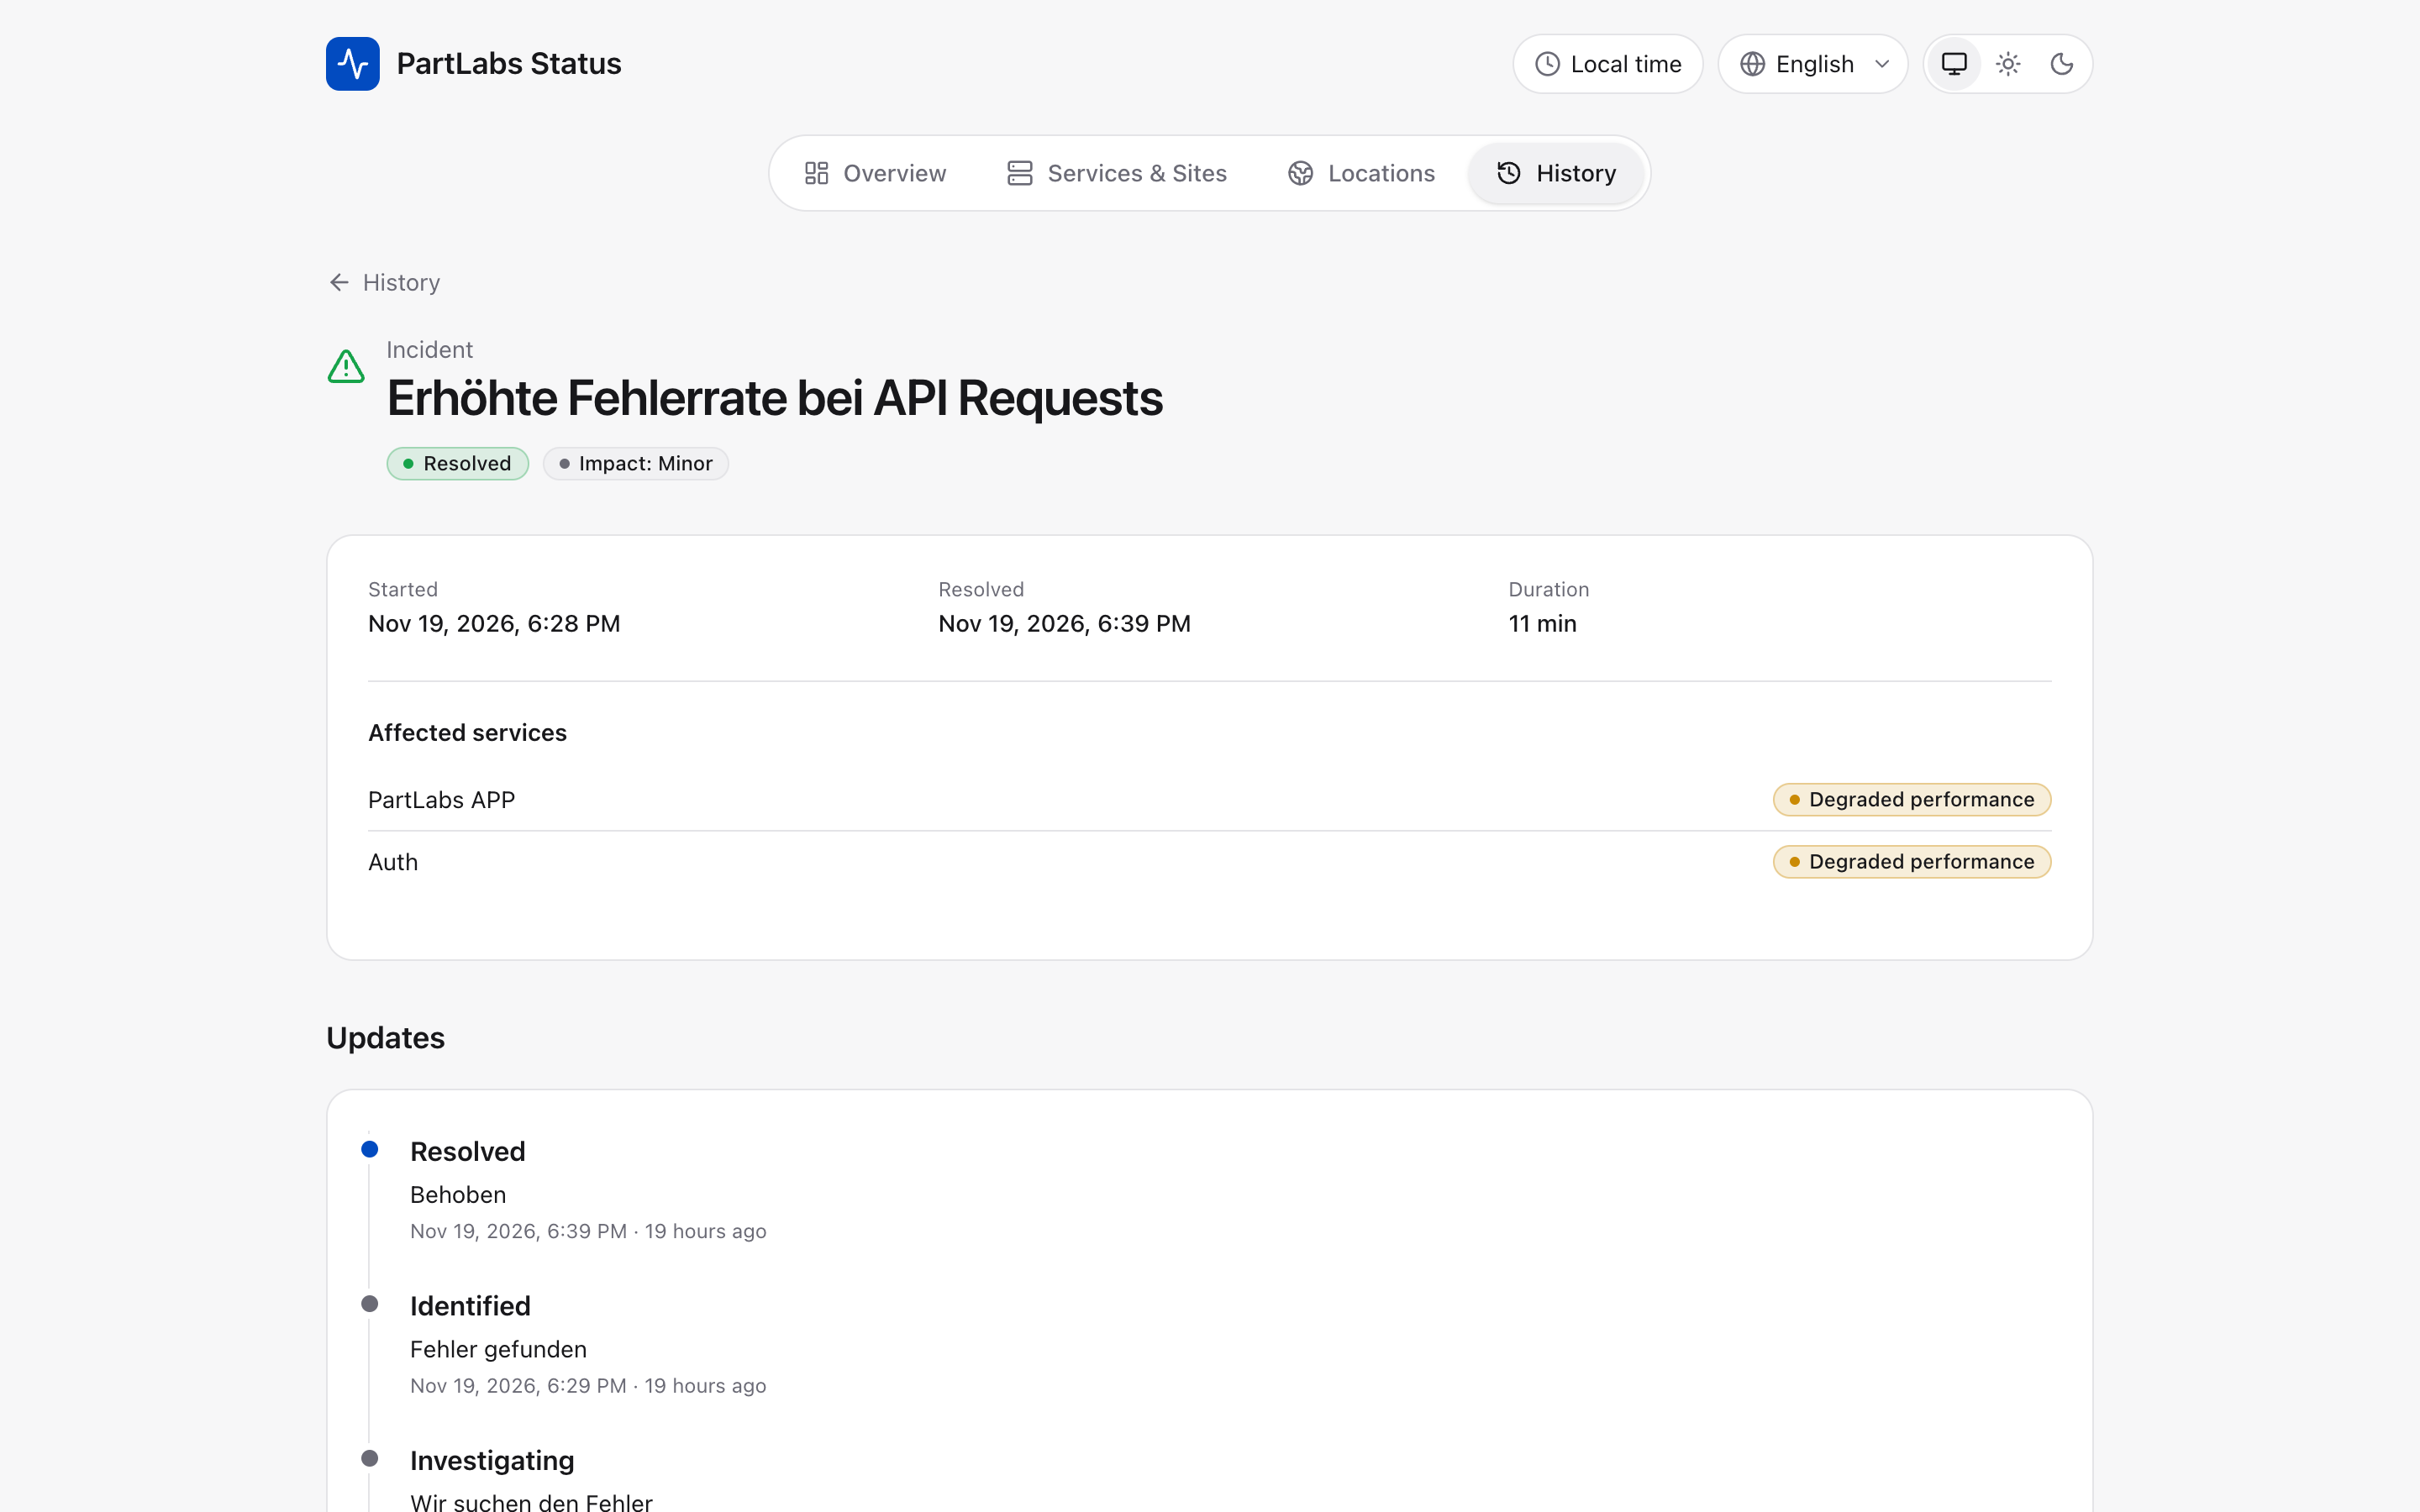 PartLabs Status
Local time
English
Overview
Services & Sites
Locations
History
History
Incident
Erhöhte Fehlerrate bei API Requests
Resolved
Impact: Minor
Started
Nov 19, 2026, 6:28 PM
Resolved
Nov 19, 2026, 6:39 PM
Duration
11 min
Affected services
PartLabs APP
Degraded performance
Auth
Degraded performance
Updates
Resolved
Behoben
Nov 19, 2026, 6:39 PM · 19 hours ago
Identified
Fehler gefunden
Nov 19, 2026, 6:29 PM · 19 hours ago
Investigating
Wir suchen den Fehler